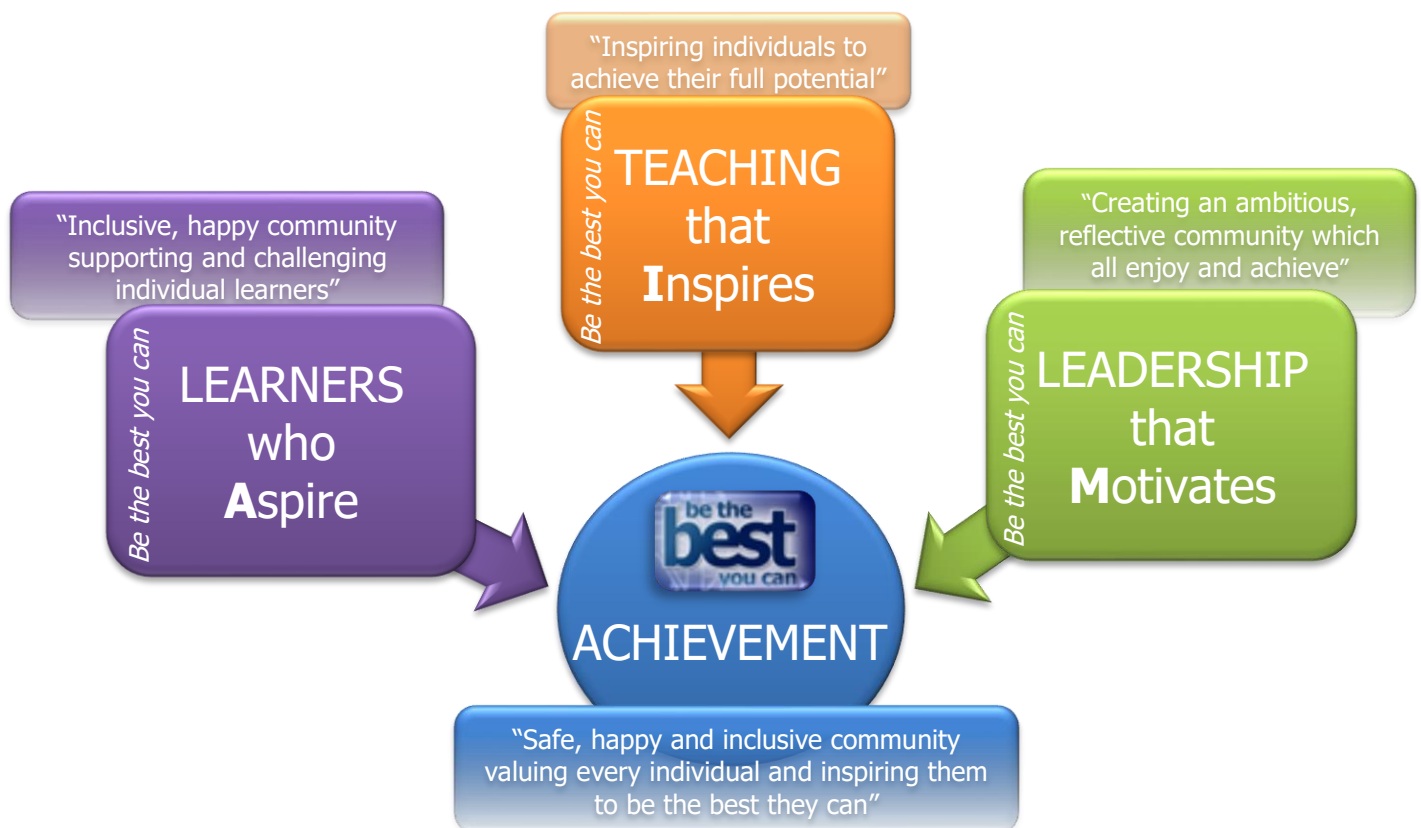 “Inspiring individuals to
achieve their full potential”
Be the best you can
TEACHING
that
Inspires
“Inclusive, happy community
supporting and challenging
individual learners”
Be the best you can
LEARNERS
who
Aspire
“Creating an ambitious,
reflective community which
all enjoy and achieve”
Be the best you can
LEADERSHIP
that
Motivates
be the
best
you can
ACHIEVEMENT
“Safe, happy and inclusive community
valuing every individual and inspiring them
to be the best they can”